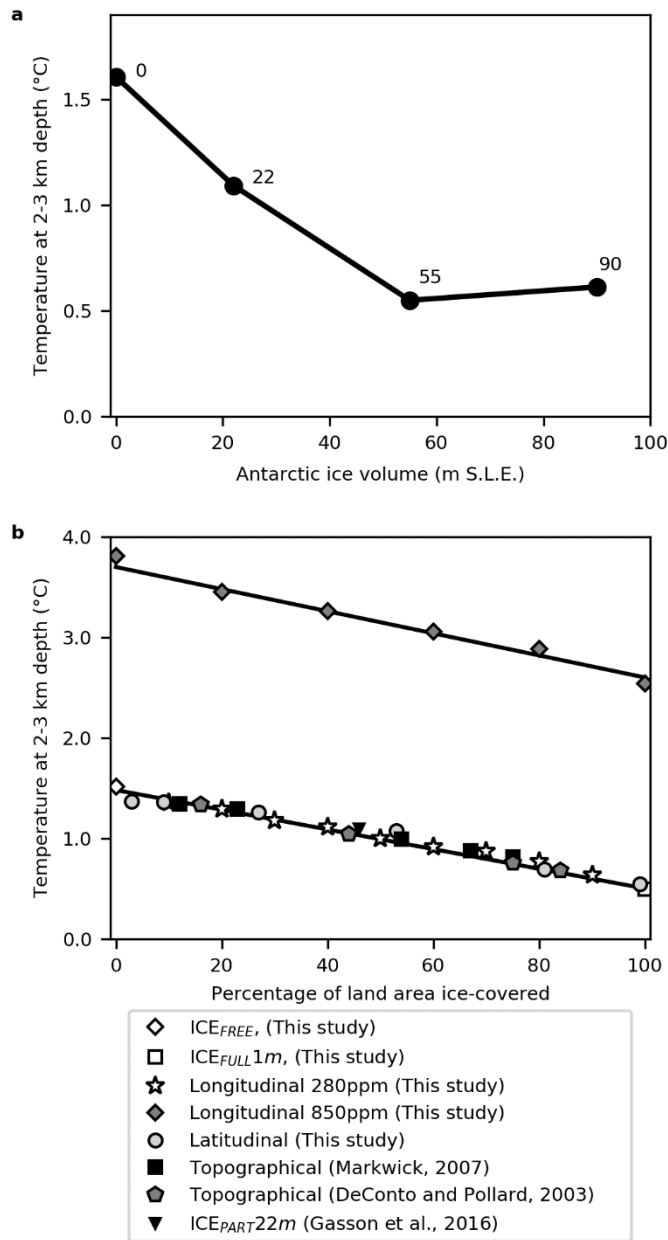 a
Temperature at 2-3 km depth (°C)
1.5
1.0
0.5
0.0
0
22
55
90
0 20 40 60 80 100
Antarctic ice volume (m S.L.E.)
b
Temperature at 2-3 km depth (°C)
4.0
3.0
2.0
1.0
0.0
0 20 40 60 80 100
Percentage of land area ice-covered
ICE_FREE, (This study)
ICE_FULL1m, (This study)
Longitudinal 280ppm (This study)
Longitudinal 850ppm (This study)
Latitudinal (This study)
Topographical (Markwick, 2007)
Topographical (DeConto and Pollard, 2003)
ICE_PART22m (Gasson et al., 2016)